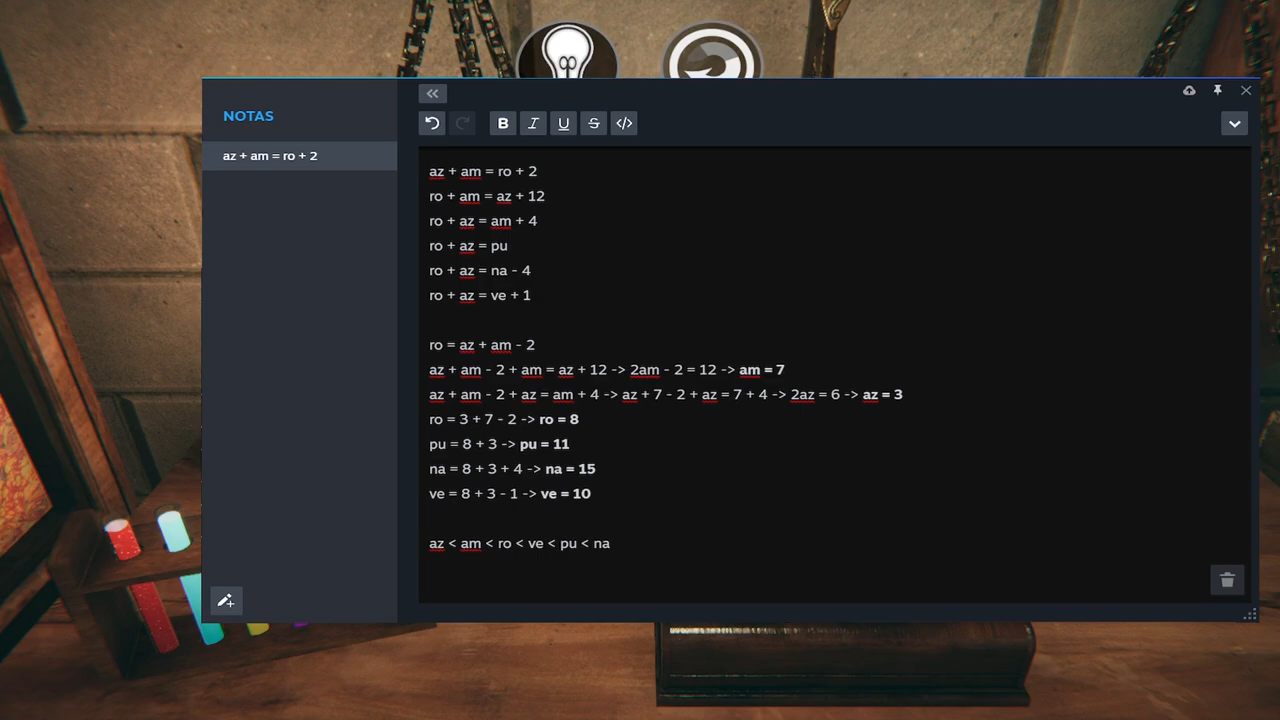 NOTAS
az + am = ro + 2
B I U S </>
az + am = ro + 2
ro + am = az + 12
ro + az = am + 4
ro + az = pu
ro + az = na - 4
ro + az = ve + 1
ro = az + am - 2
az + am - 2 + am = az + 12 -> 2am - 2 = 12 -> am = 7
az + am - 2 + az = am + 4 -> az + 7 - 2 + az = 7 + 4 -> 2az = 6 -> az = 3
ro = 3 + 7 - 2 -> ro = 8
pu = 8 + 3 -> pu = 11
na = 8 + 3 + 4 -> na = 15
ve = 8 + 3 - 1 -> ve = 10
az < am < ro < ve < pu < na